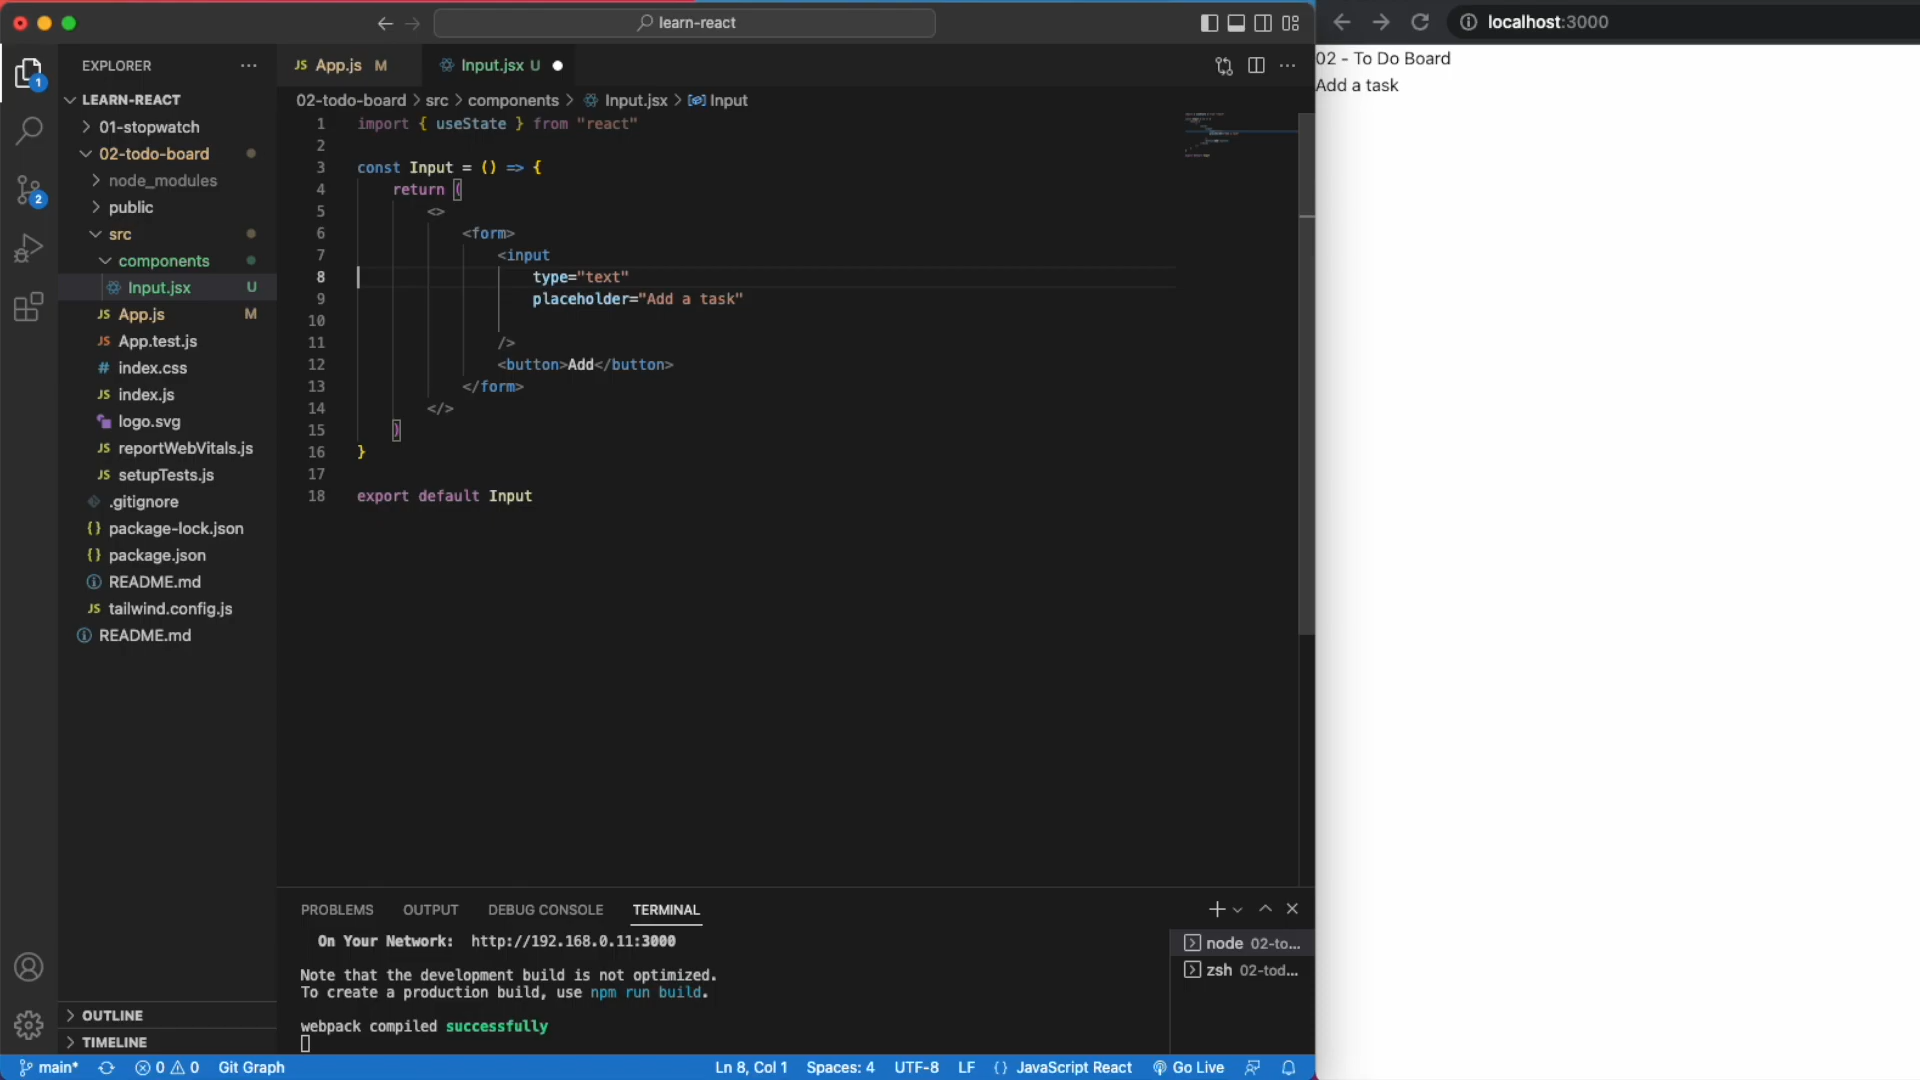 learn-react
localhost:3000
EXPLORER
LEARN-REACT
01-stopwatch
02-todo-board
node_modules
public
src
components
Input.jsx U
App.js M
App.test.js
index.css
index.js
logo.svg
reportWebVitals.js
setupTests.js
.gitignore
package-lock.json
package.json
README.md
tailwind.config.js
README.md
OUTLINE
TIMELINE
JS App.js M
Input.jsx U
02-todo-board > src > components > Input.jsx > Input
1 import { useState } from "react"
2
3 const Input = () => {
4 return (
5 <>
6 <form>
7 <input
8 type="text"
9 placeholder="Add a task"
10
11 />
12 <button>Add</button>
13 </form>
14 </>
15 )
16 }
17
18 export default Input
PROBLEMS OUTPUT DEBUG CONSOLE TERMINAL
On Your Network: http://192.168.0.11:3000
Note that the development build is not optimized.
To create a production build, use npm run build.
webpack compiled successfully
node 02-to...
zsh 02-tod...
main* 0 0 Git Graph Ln 8, Col 1 Spaces: 4 UTF-8 LF {} JavaScript React Go Live
02 - To Do Board
Add a task